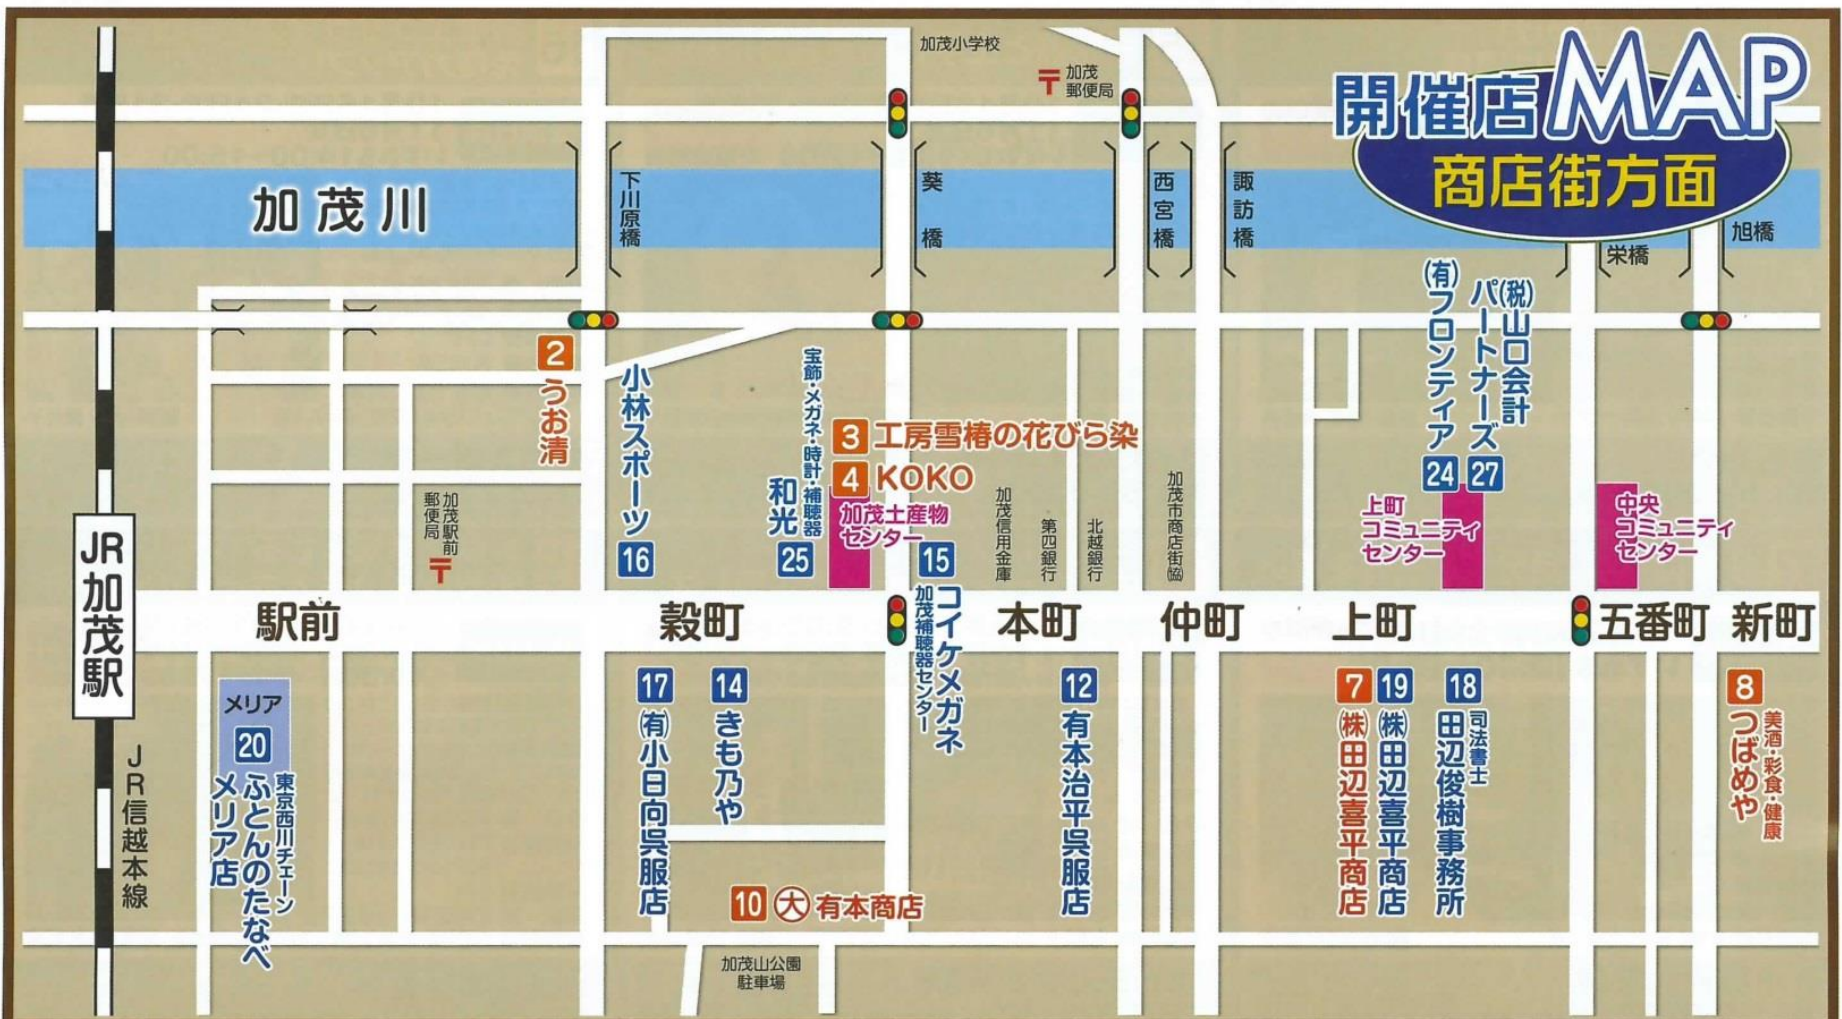 開催店MAP
商店街方面
加茂小学校
〒
加茂
郵便局
加茂川
下川原橋
葵橋
西宮橋
諏訪橋
栄橋
旭橋
2
うお清
小林スポーツ
16
宝飾・メガネ・時計・補聴器
和光
25
3 工房雪椿の花びら染
4 KOKO
加茂土産物
センター
15
コイケメガネ
加茂補聴器センター
加茂信用金庫
第四銀行
北越銀行
加茂市商店街㈿
(有)フロンティア
24
(税)山口会計
パートナーズ
27
上町
コミュニティ
センター
中央
コミュニティ
センター
加茂駅前
郵便局
〒
JR加茂駅
JR信越本線
駅前
穀町
本町
仲町
上町
五番町
新町
メリア
20
東京西川チェーン
ふとんのたなべ
メリア店
17
(有)小日向呉服店
14
きも乃や
12
有本治平呉服店
7
(株)田辺喜平商店
19
(株)田辺喜平商店
18
司法書士
田辺俊樹事務所
8
美酒・彩食・健康
つばめや
10 大 有本商店
加茂山公園
駐車場